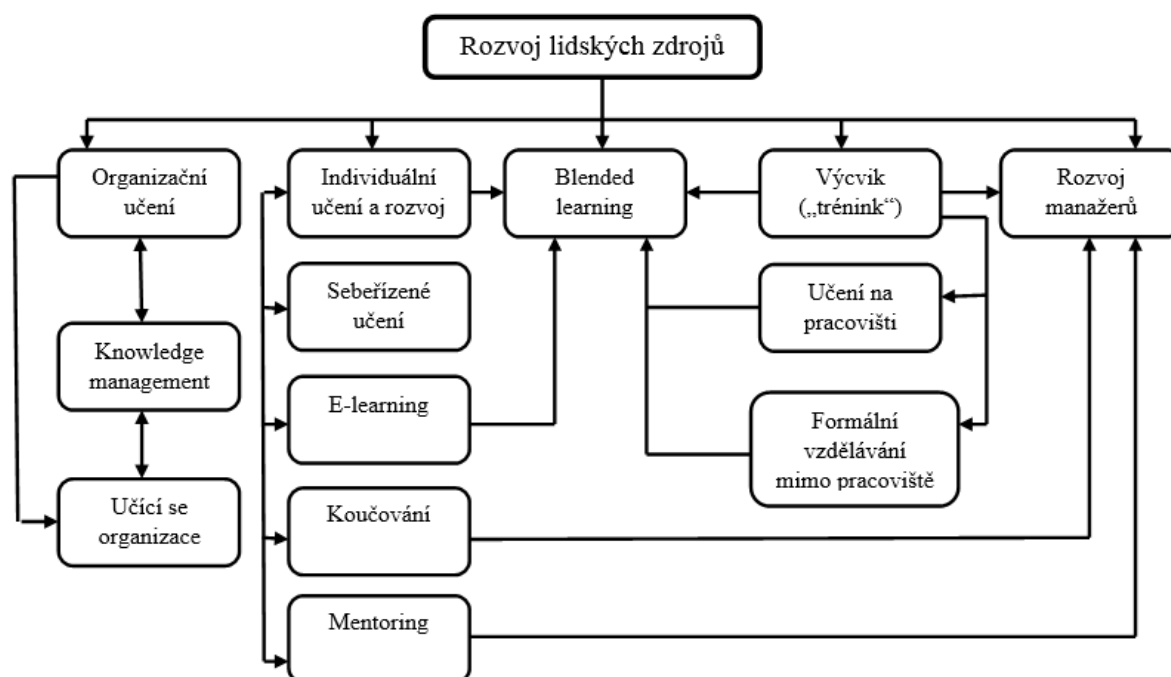 Rozvoj lidských zdrojů
Organizační
učení
Individuální
učení a rozvoj
Blended
learning
Výcvik
(„trénink“)
Rozvoj
manažerů
Sebeřízené
učení
Učení na
pracovišti
Knowledge
management
E-learning
Formální
vzdělávání
mimo pracoviště
Učící se
organizace
Koučování
Mentoring